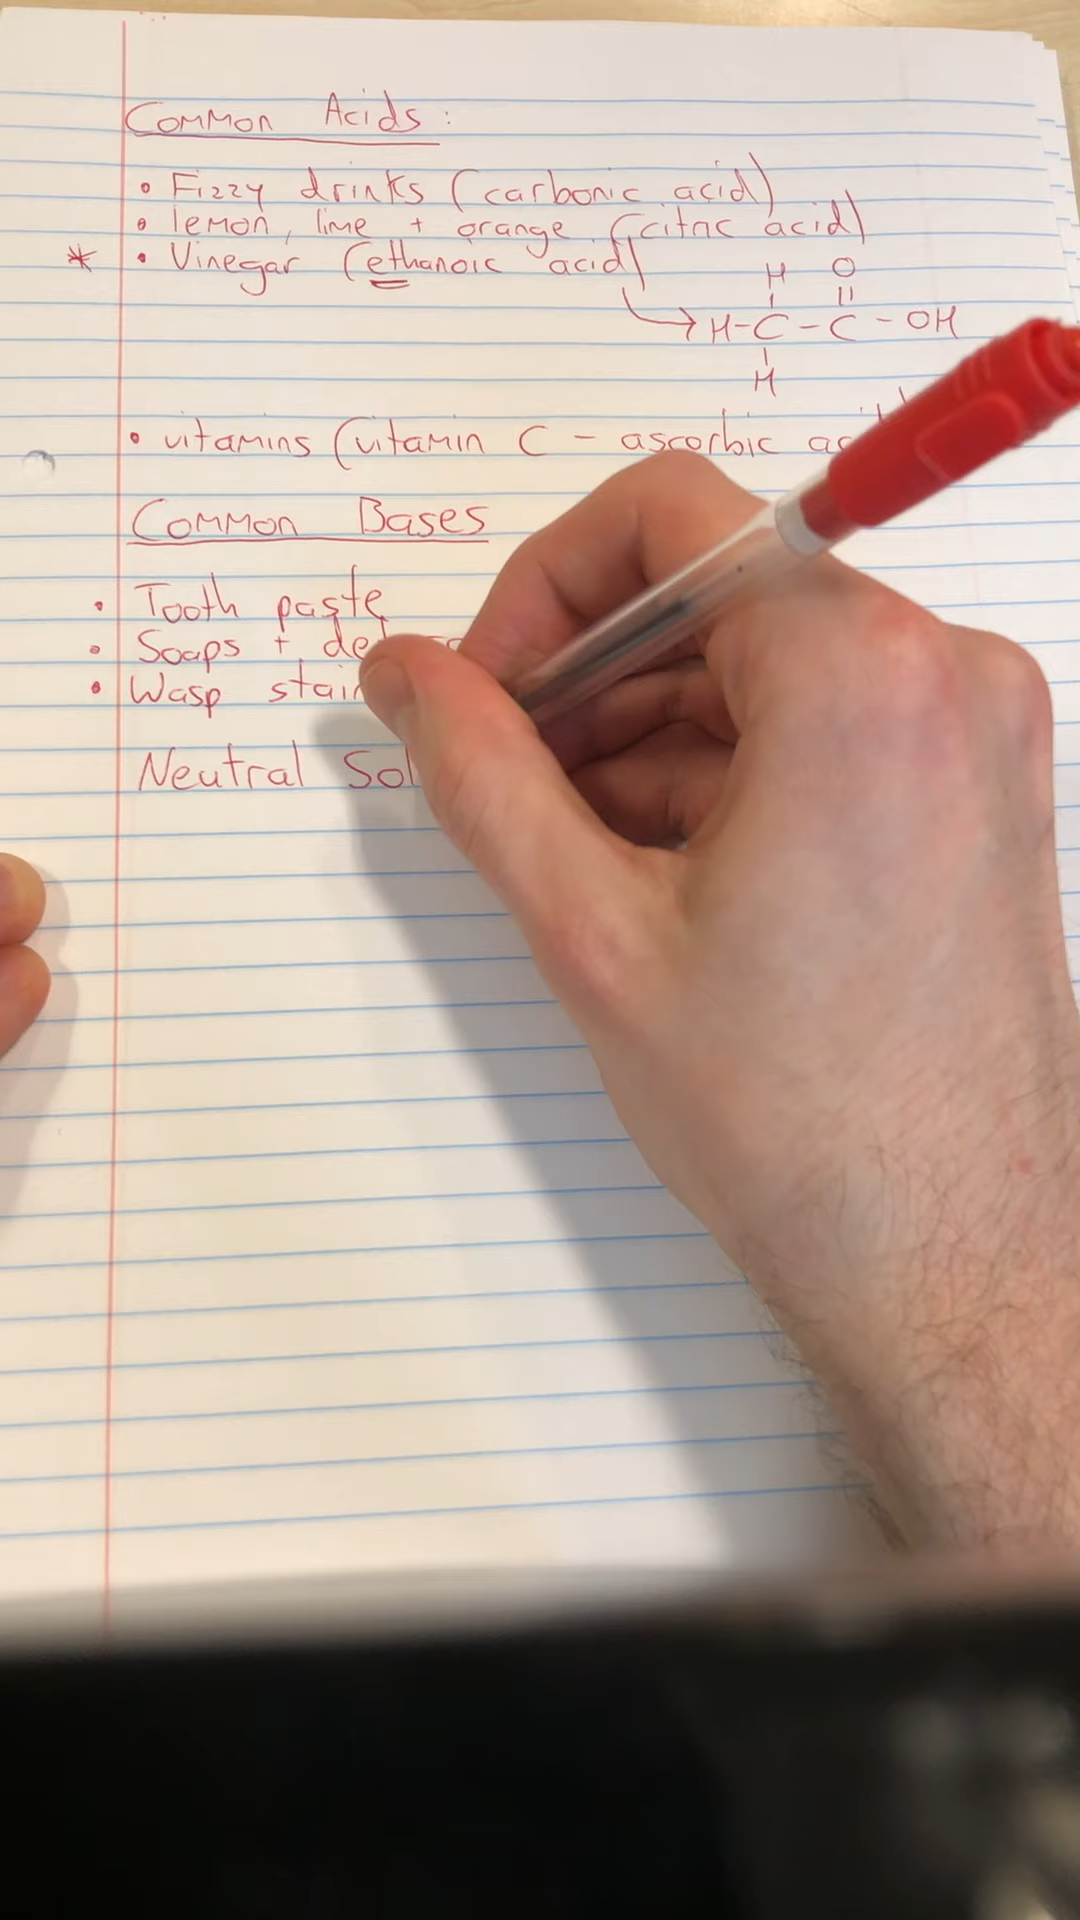 Common Acids:
• Fizzy drinks (carbonic acid)
• lemon, lime + orange (citric acid)
* • Vinegar (ethanoic acid)
H O
| ||
→ H-C-C-OH
|
H
• vitamins (vitamin C - ascorbic
Common Bases
• Tooth paste
• Soaps +
• Wasp
Neutral